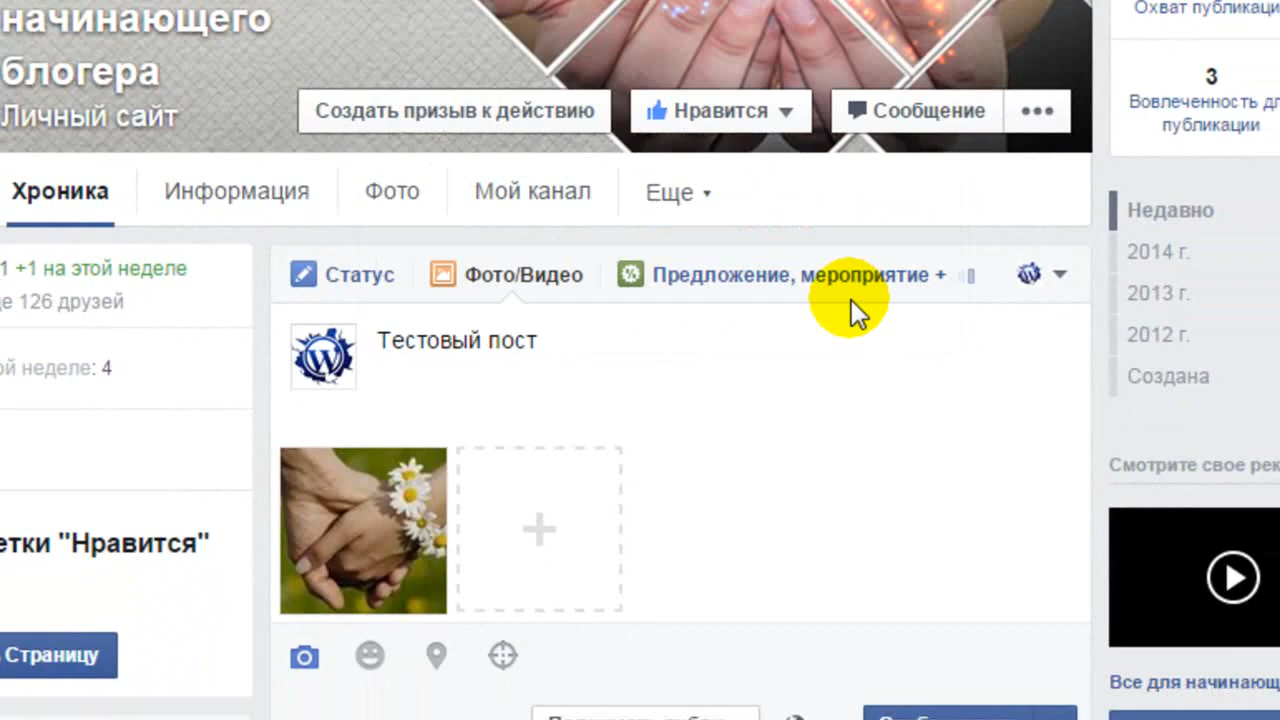 начинающего
блогера
Личный сайт
Создать призыв к действию
Нравится
Сообщение
Охват публикаци
3
Вовлеченность дл
публикации
Хроника
Информация
Фото
Мой канал
Еще
1 +1 на этой неделе
126 друзей
неделе: 4
"Нравится"
Страницу
Статус
Фото/Видео
Предложение, мероприятие +
Тестовый пост
Недавно
2014 г.
2013 г.
2012 г.
Создана
Смотрите свое рек
Все для начинающ